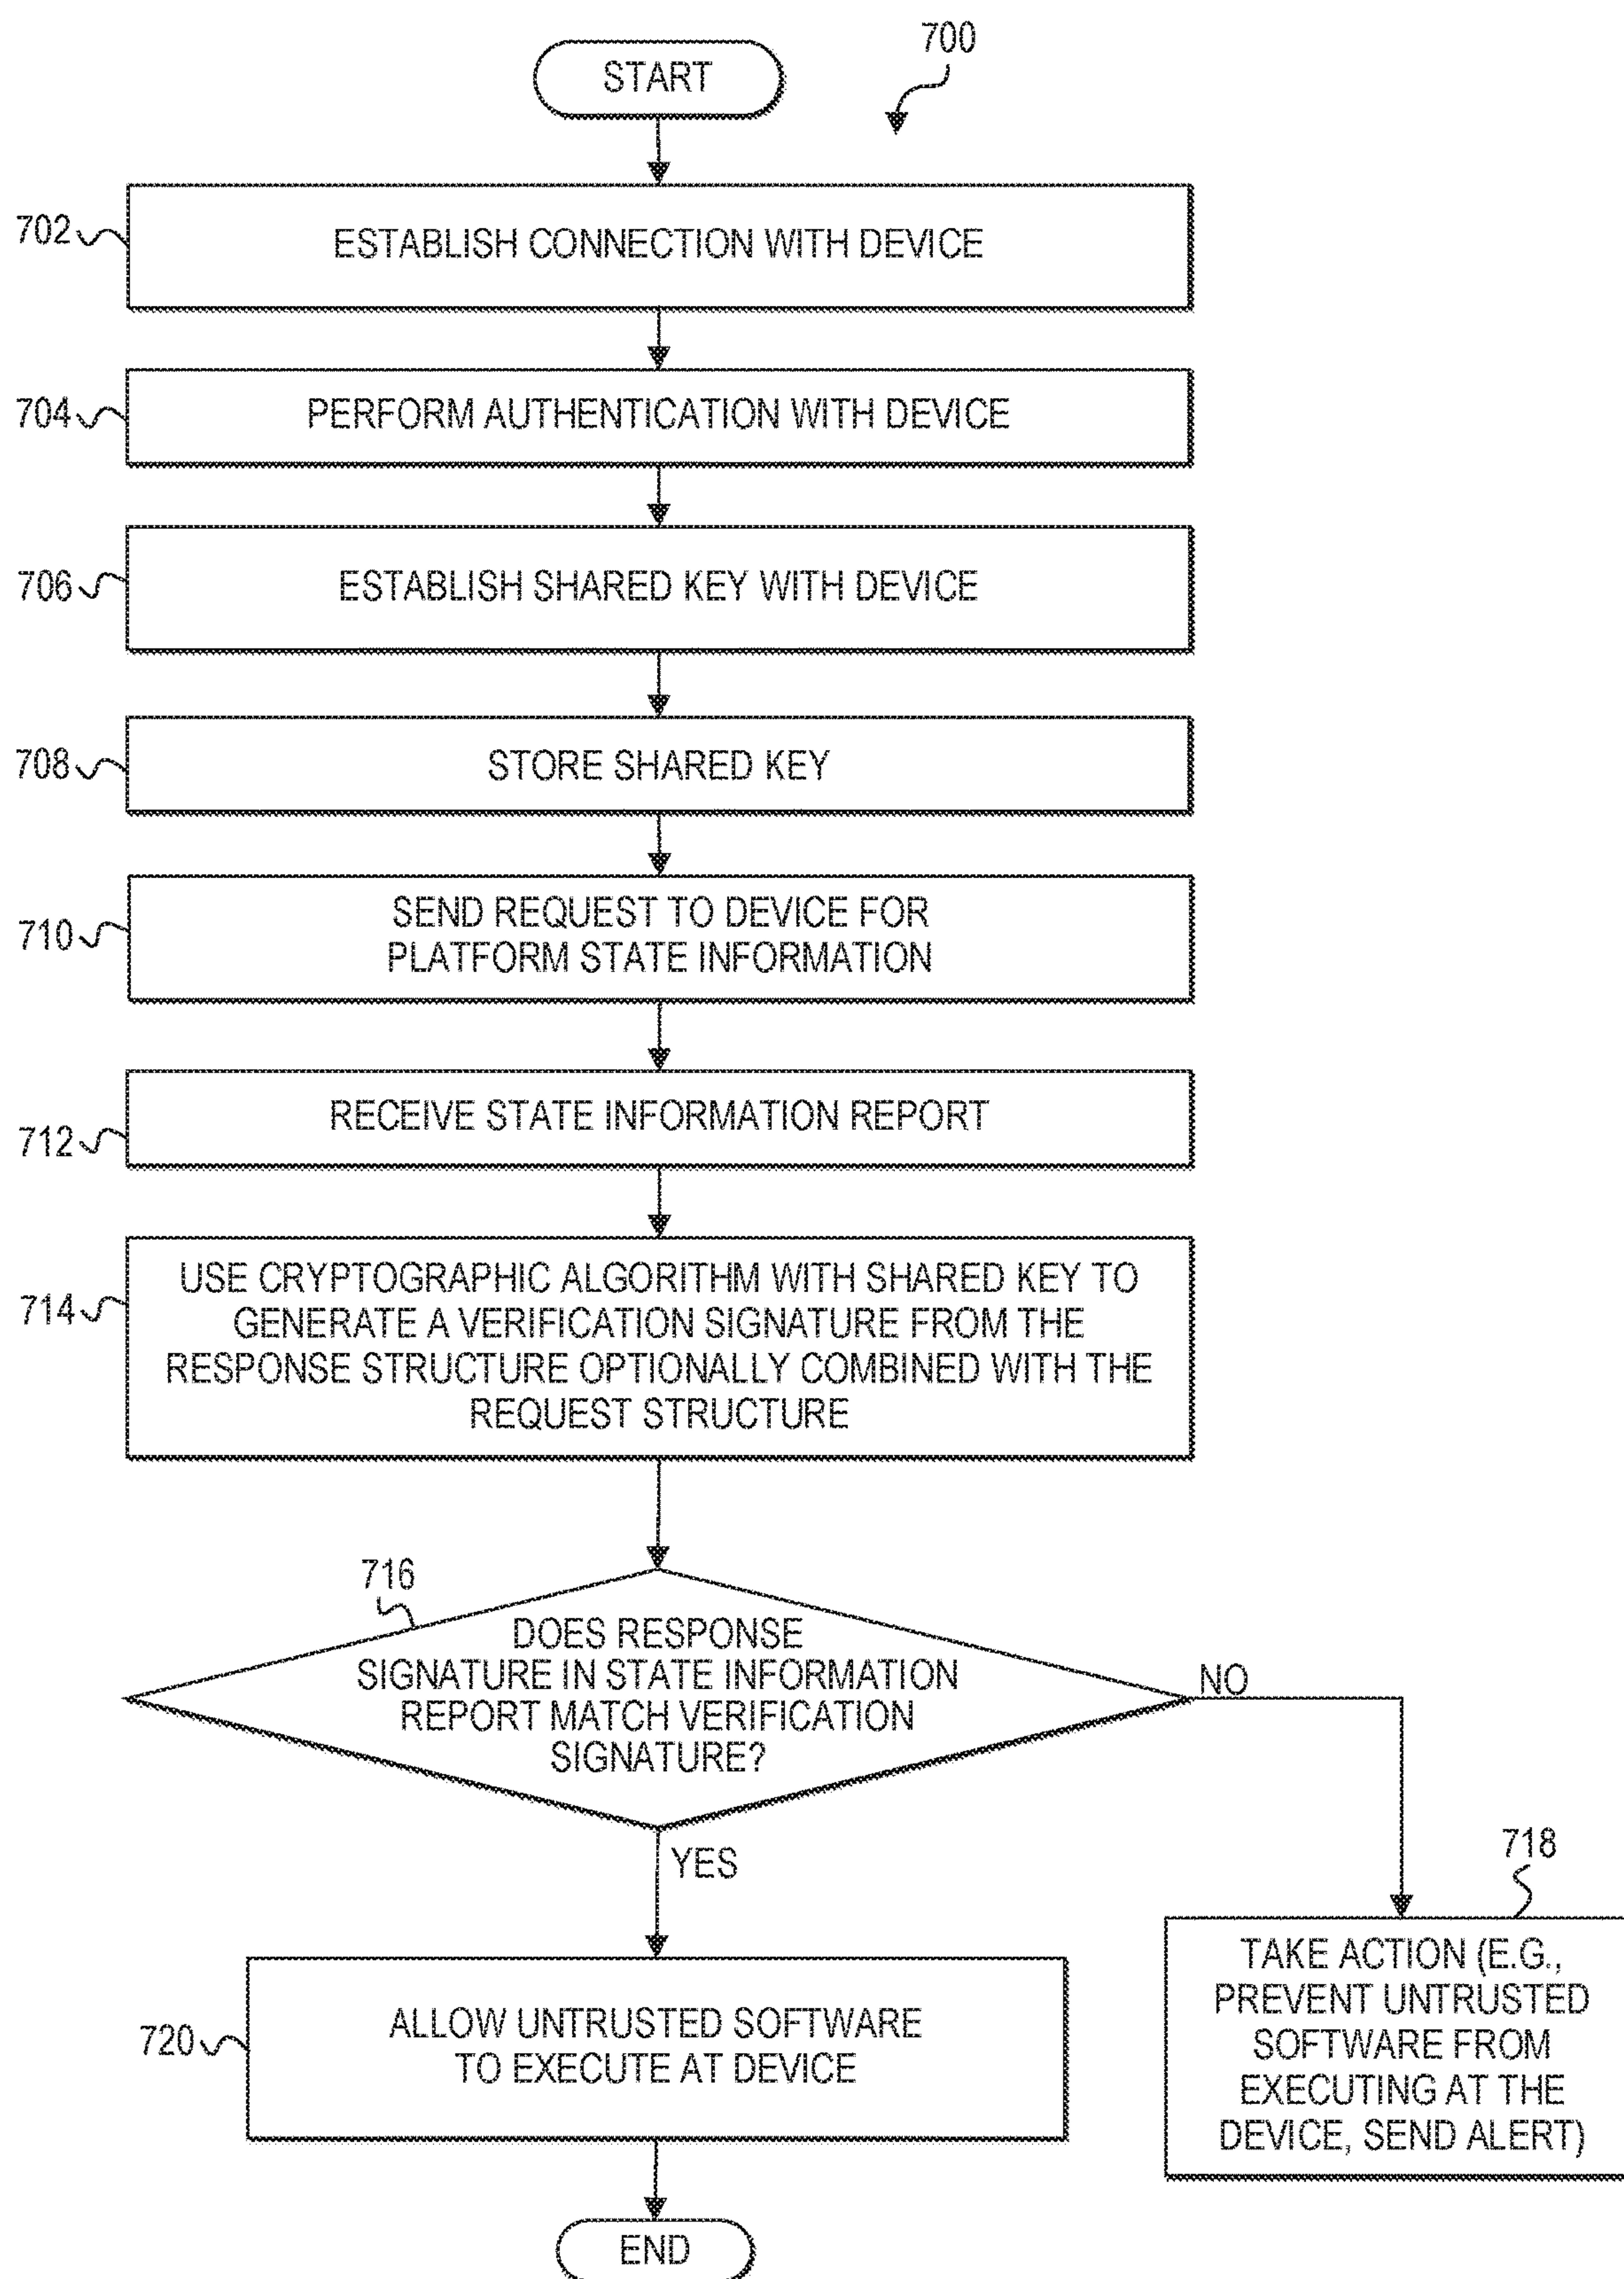 START
700
702
ESTABLISH CONNECTION WITH DEVICE
704
PERFORM AUTHENTICATION WITH DEVICE
706
ESTABLISH SHARED KEY WITH DEVICE
708
STORE SHARED KEY
710
SEND REQUEST TO DEVICE FOR
PLATFORM STATE INFORMATION
712
RECEIVE STATE INFORMATION REPORT
714
USE CRYPTOGRAPHIC ALGORITHM WITH SHARED KEY TO
GENERATE A VERIFICATION SIGNATURE FROM THE
RESPONSE STRUCTURE OPTIONALLY COMBINED WITH THE
REQUEST STRUCTURE
716
DOES RESPONSE
SIGNATURE IN STATE INFORMATION
REPORT MATCH VERIFICATION
SIGNATURE?
NO
YES
718
TAKE ACTION (E.G.,
PREVENT UNTRUSTED
SOFTWARE FROM
EXECUTING AT THE
DEVICE, SEND ALERT)
720
ALLOW UNTRUSTED SOFTWARE
TO EXECUTE AT DEVICE
END